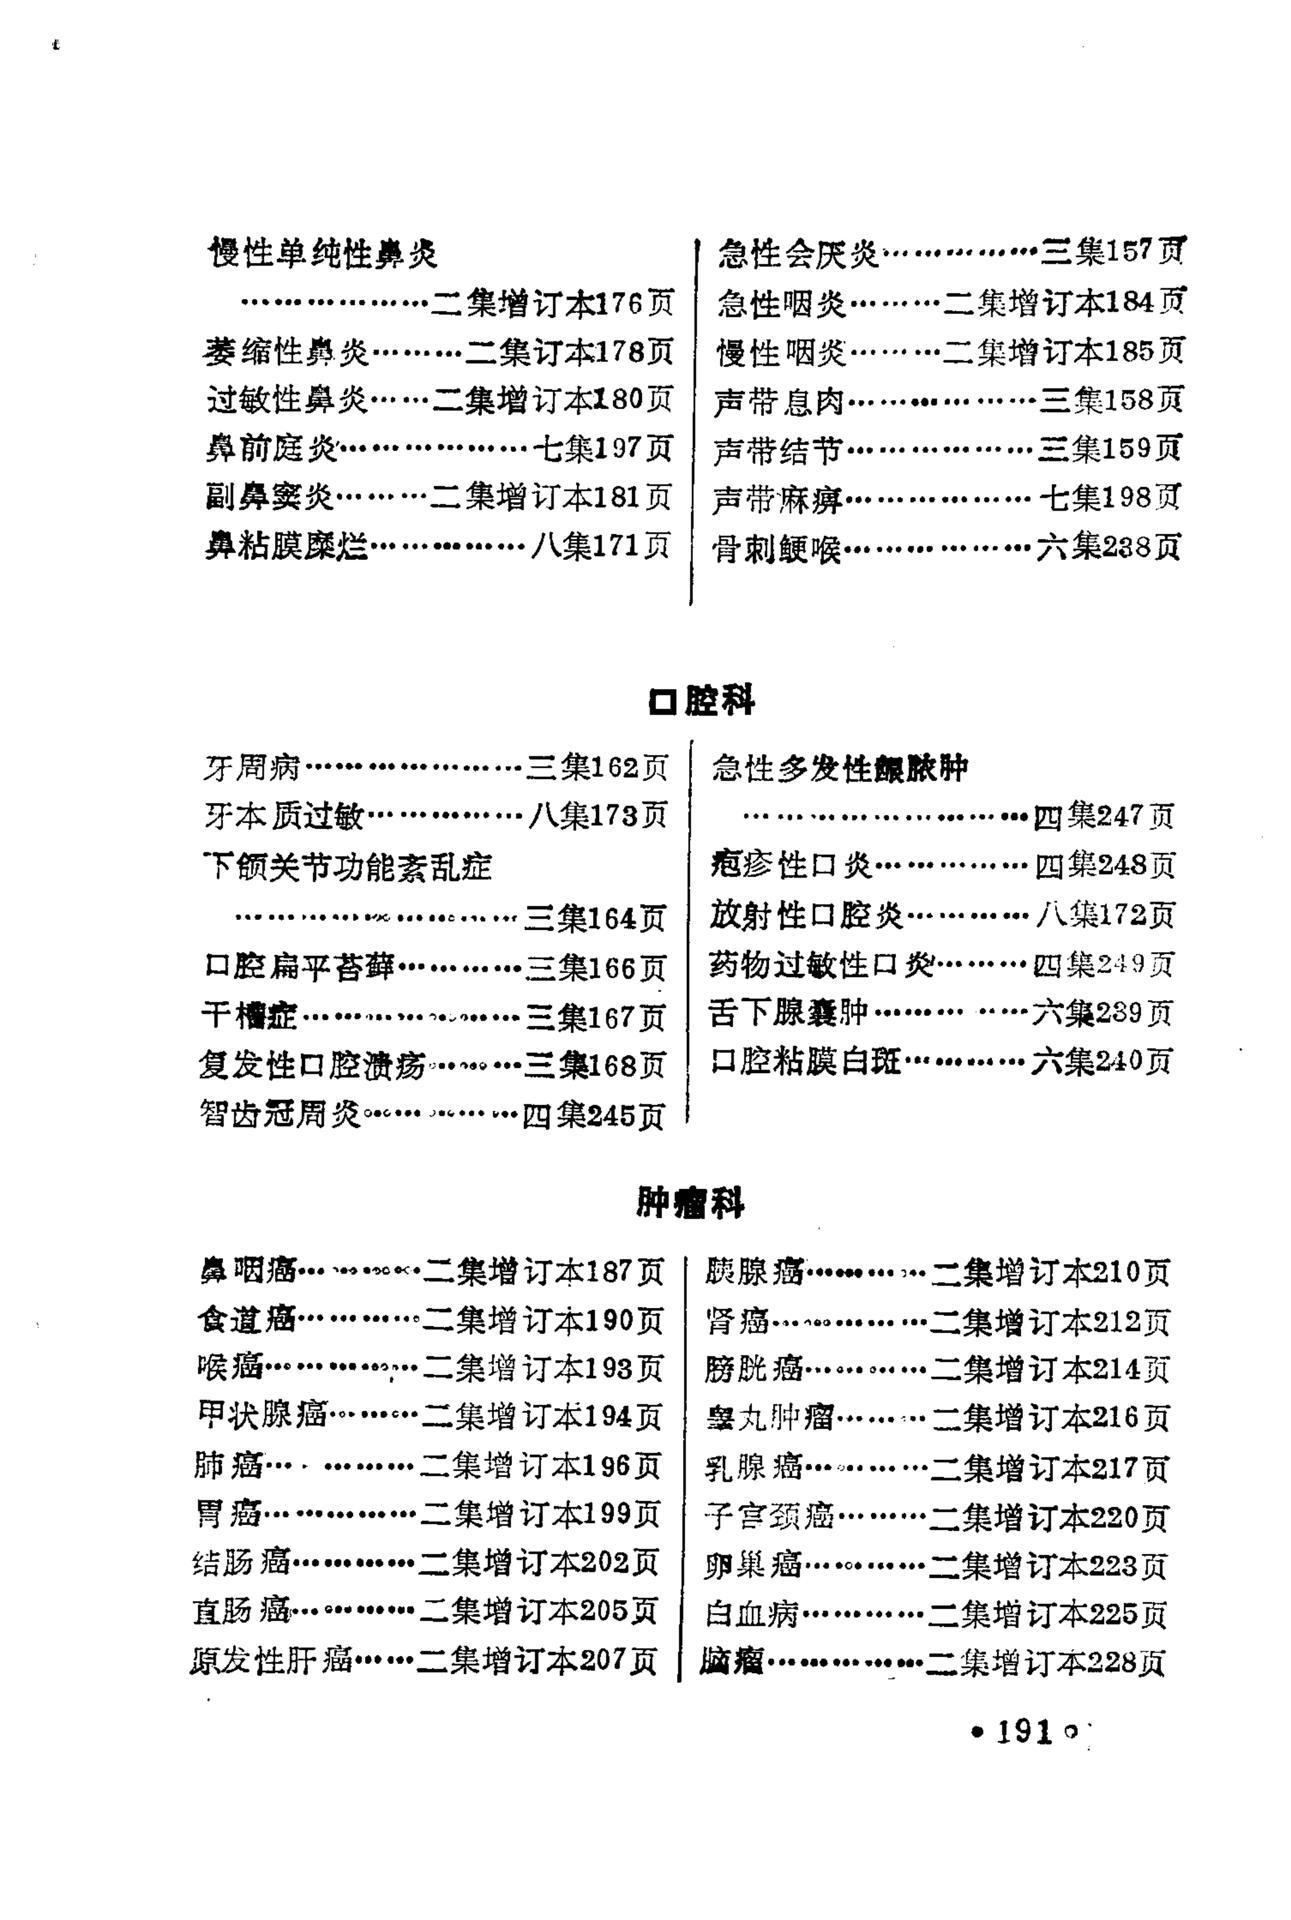 慢性单纯性鼻炎
………………二集增订本176页
萎缩性鼻炎………二集订本178页
过敏性鼻炎……二集增订本180页
鼻前庭炎………………七集197页
副鼻窦炎………二集增订本181页
鼻粘膜糜烂……………八集171页
急性会厌炎……………三集157页
急性咽炎………二集增订本184页
慢性咽炎………二集增订本185页
声带息肉………………三集158页
声带结节………………三集159页
声带麻痹………………七集198页
骨刺鲠喉………………六集238页
口腔科
牙周病…………………三集162页
牙本质过敏……………八集173页
下颌关节功能紊乱症
………………………三集164页
口腔扁平苔藓…………三集166页
干槽症…………………三集167页
复发性口腔溃疡………三集168页
智齿冠周炎……………四集245页
急性多发性龈脓肿
………………………四集247页
疱疹性口炎……………四集248页
放射性口腔炎…………八集172页
药物过敏性口炎………四集249页
舌下腺囊肿……………六集239页
口腔粘膜白斑…………六集240页
肿瘤科
鼻咽癌…………二集增订本187页
食道癌…………二集增订本190页
喉癌……………二集增订本193页
甲状腺癌………二集增订本194页
肺癌……………二集增订本196页
胃癌……………二集增订本199页
结肠癌…………二集增订本202页
直肠癌…………二集增订本205页
原发性肝癌……二集增订本207页
胰腺癌…………二集增订本210页
肾癌……………二集增订本212页
膀胱癌…………二集增订本214页
睾丸肿瘤………二集增订本216页
乳腺癌…………二集增订本217页
子宫颈癌………二集增订本220页
卵巢癌…………二集增订本223页
白血病…………二集增订本225页
脑瘤……………二集增订本228页
•191•